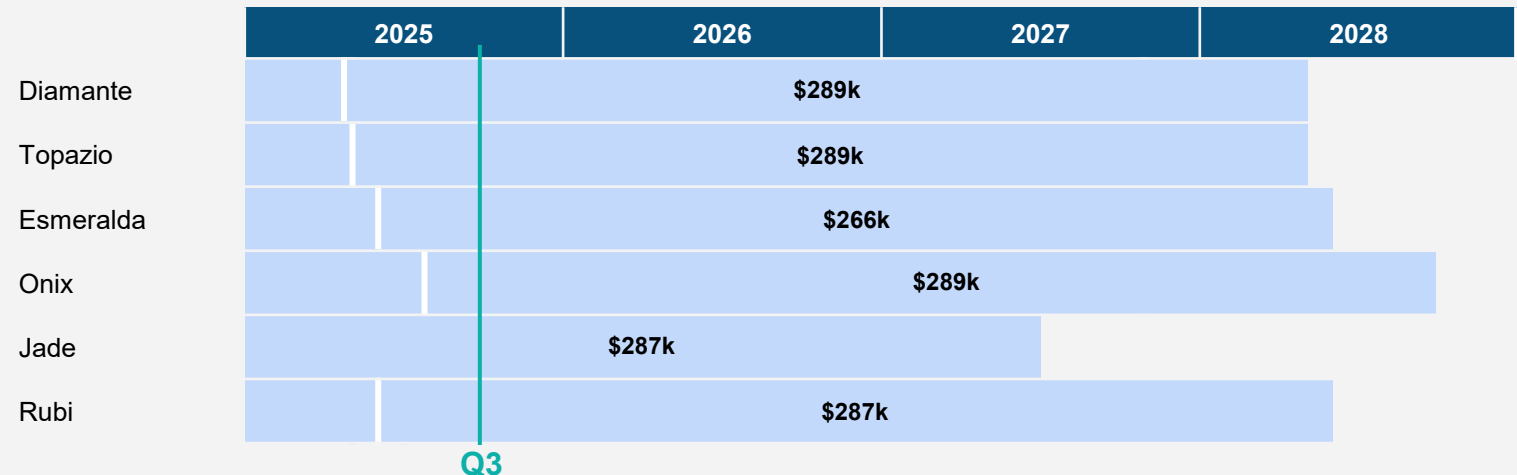 2025 2026 2027 2028
Diamante $289k
Topazio $289k
Esmeralda $266k
Onix $289k
Jade $287k
Rubi $287k
Q3